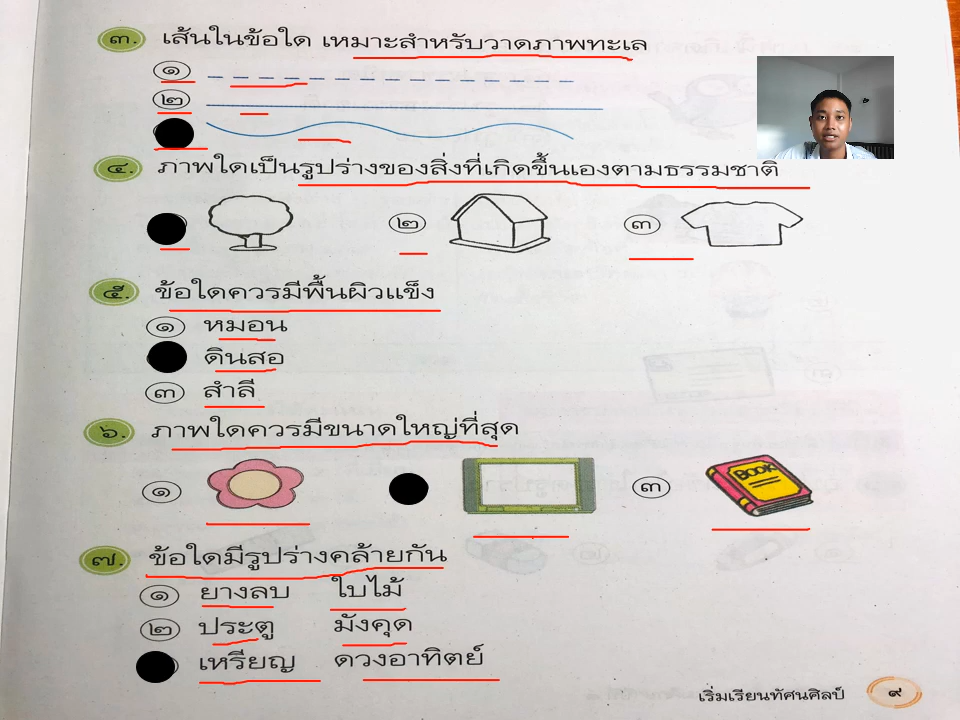 ๓. เส้นในข้อใด เหมาะสำหรับวาดภาพทะเล
๑
๒
๔. ภาพใดเป็นรูปร่างของสิ่งที่เกิดขึ้นเองตามธรรมชาติ
๒ ๓
๕. ข้อใดควรมีพื้นผิวแข็ง
๑ หมอน
ดินสอ
๓ สำลี
๖. ภาพใดควรมีขนาดใหญ่ที่สุด
๑ ๓ BOOK
๗. ข้อใดมีรูปร่างคล้ายกัน
๑ ยางลบ ใบไม้
๒ ประตู มังคุด
เหรียญ ดวงอาทิตย์
เริ่มเรียนทัศนศิลป์ ๙